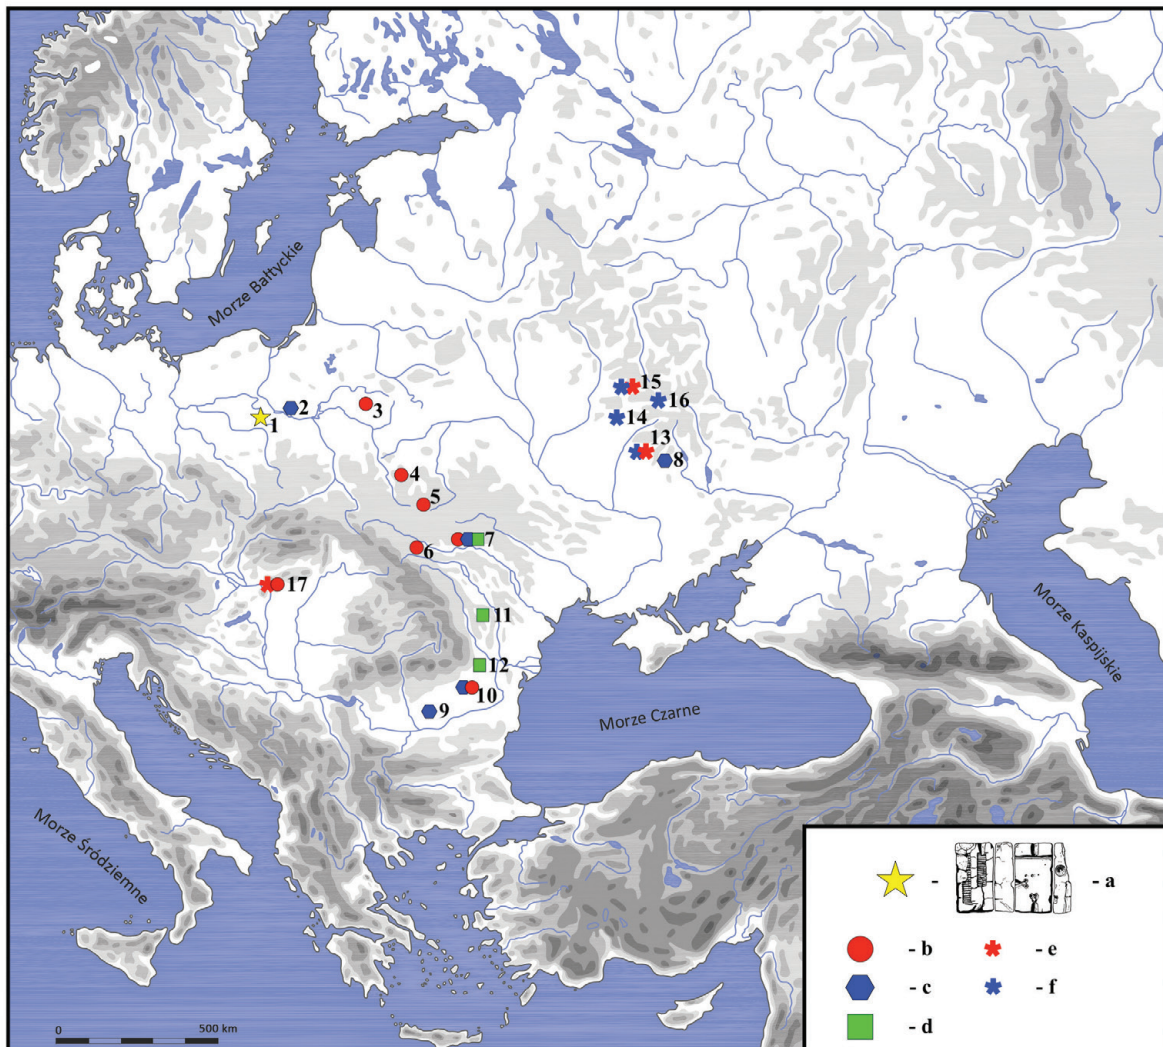 Morze Bałtyckie
15
16
2
3
1
14
13
8
4
5
7
6
17
11
Morze Kaspijskie
12
10
9
Morze Czarne
Morze Śródziemne
- - a
- b - e
- c - f
- d
0 500 km